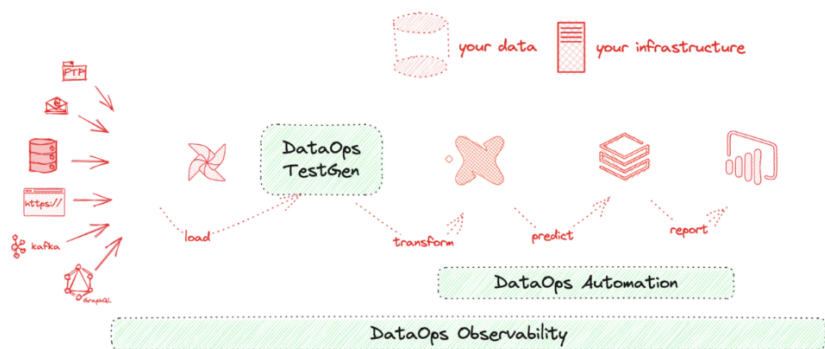 your data
your infrastructure
FTP
https://
kafka
GraphQL
DataOps
TestGen
load
transform
predict
report
DataOps Automation
DataOps Observability